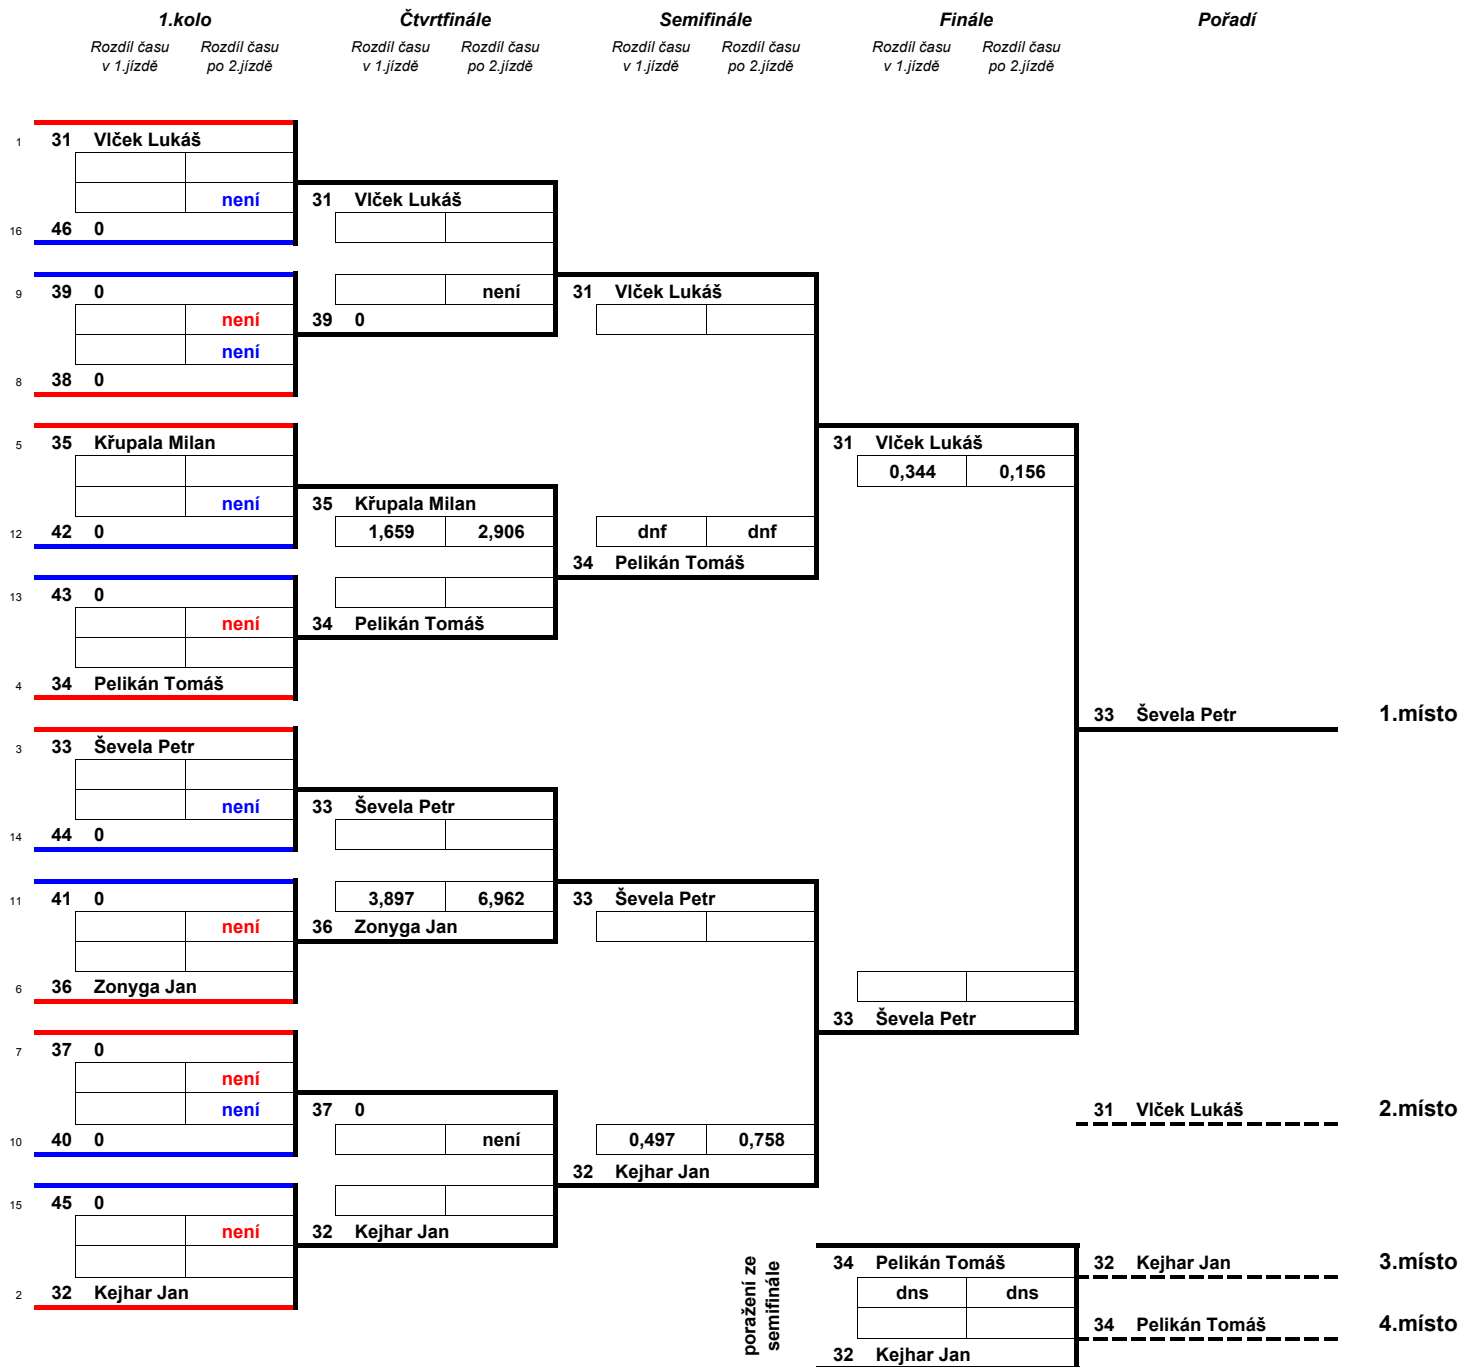 1.kolo Čtvrtfinále Semifinále Finále Pořadí
Rozdíl času Rozdíl času Rozdíl času Rozdíl času Rozdíl času Rozdíl času Rozdíl času Rozdíl času
v 1.jízdě po 2.jízdě v 1.jízdě po 2.jízdě v 1.jízdě po 2.jízdě v 1.jízdě po 2.jízdě
1 31 Vlček Lukáš
není 31 Vlček Lukáš
16 46 0
9 39 0 není 31 Vlček Lukáš
není 39 0
není
8 38 0
5 35 Křupala Milan 31 Vlček Lukáš
0,344 0,156
není 35 Křupala Milan
12 42 0 1,659 2,906 dnf dnf
34 Pelikán Tomáš
13 43 0
není 34 Pelikán Tomáš
4 34 Pelikán Tomáš
33 Ševela Petr 1.místo
3 33 Ševela Petr
není 33 Ševela Petr
14 44 0
11 41 0 3,897 6,962 33 Ševela Petr
není 36 Zonyga Jan
6 36 Zonyga Jan
33 Ševela Petr
7 37 0
není
není 37 0 31 Vlček Lukáš 2.místo
10 40 0 není 0,497 0,758
32 Kejhar Jan
15 45 0
není 32 Kejhar Jan
poražení ze
semifinále
34 Pelikán Tomáš 32 Kejhar Jan 3.místo
2 32 Kejhar Jan dns dns
34 Pelikán Tomáš 4.místo
32 Kejhar Jan